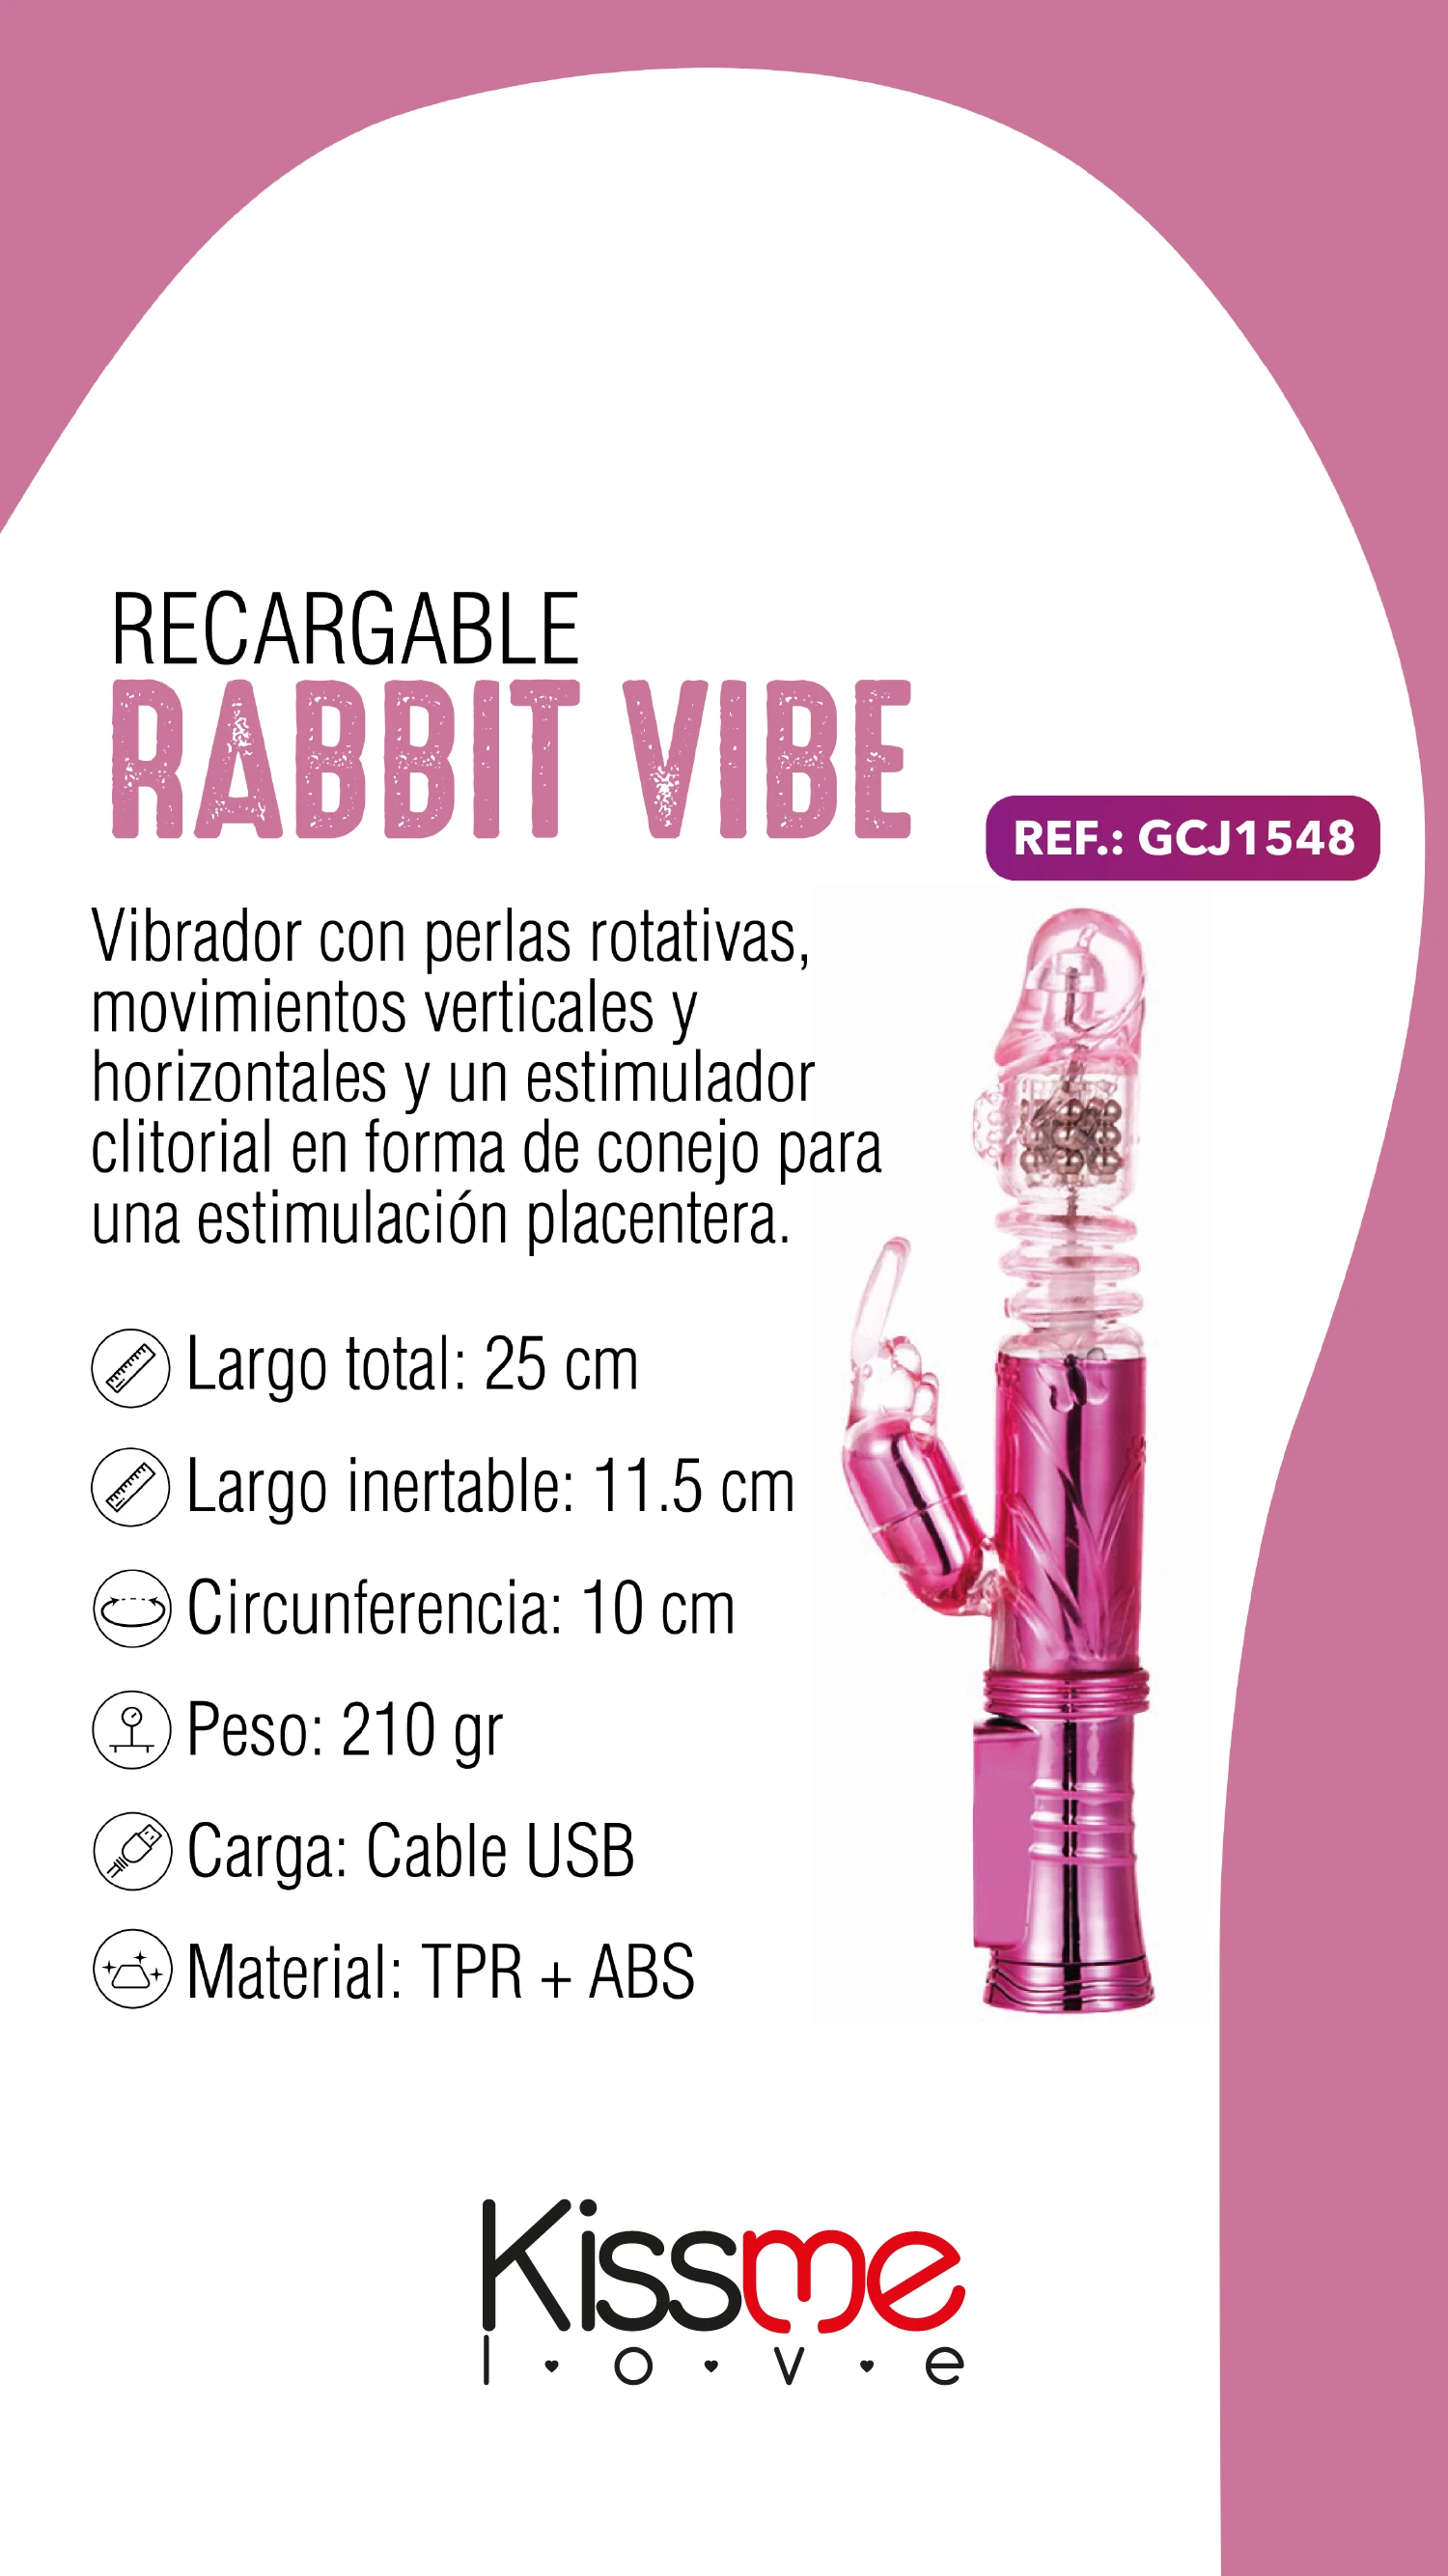 RECARGABLE
RABBIT VIBE
REF.: GCJ1548
Vibrador con perlas rotativas,
movimientos verticales y
horizontales y un estimulador
clitorial en forma de conejo para
una estimulación placentera.
Largo total: 25 cm
Largo inertable: 11.5 cm
Circunferencia: 10 cm
Peso: 210 gr
Carga: Cable USB
Material: TPR + ABS
Kissme
love